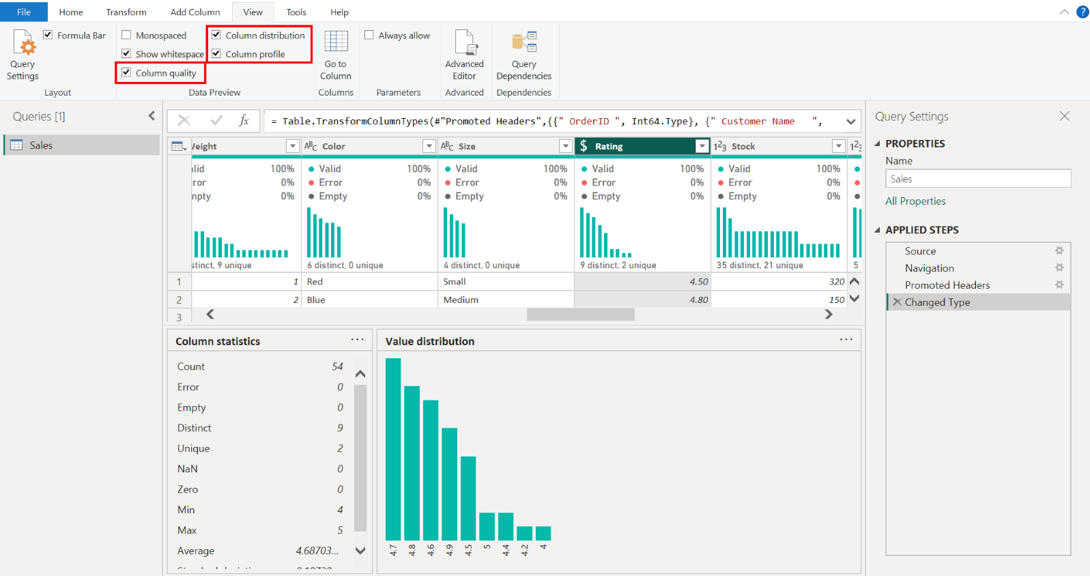 File Home Transform Add Column View Tools Help
Query
Settings
Formula Bar
Layout
Monospaced
Show whitespace
Column quality
Column distribution
Column profile
Data Preview
Go to
Column
Columns
Always allow
Parameters
Advanced
Editor
Advanced
Query
Dependencies
Dependencies
Queries [1]
Sales
fx = Table.TransformColumnTypes(#"Promoted Headers",{{" OrderID ", Int64.Type}, {" Customer Name   ",
Weight ABC Color ABC Size $ Rating 123 Stock
100% Valid 100% Valid 100% Valid 100% Valid 100%
Error 0% Error 0% Error 0% Error 0% Error 0%
Empty 0% Empty 0% Empty 0% Empty 0% Empty 0%
distinct, 9 unique 6 distinct, 0 unique 4 distinct, 0 unique 9 distinct, 2 unique 35 distinct, 21 unique 5
1 1 Red Small 4.50 320
2 2 Blue Medium 4.80 150
3
Column statistics ...
Count 54
Error 0
Empty 0
Distinct 9
Unique 2
NaN 0
Zero 0
Min 4
Max 5
Average 4.68703...
Value distribution ...
4.7 4.8 4.6 4.9 4.5 5 4.4 4.2 4
Query Settings
PROPERTIES
Name
Sales
All Properties
APPLIED STEPS
Source
Navigation
Promoted Headers
Changed Type